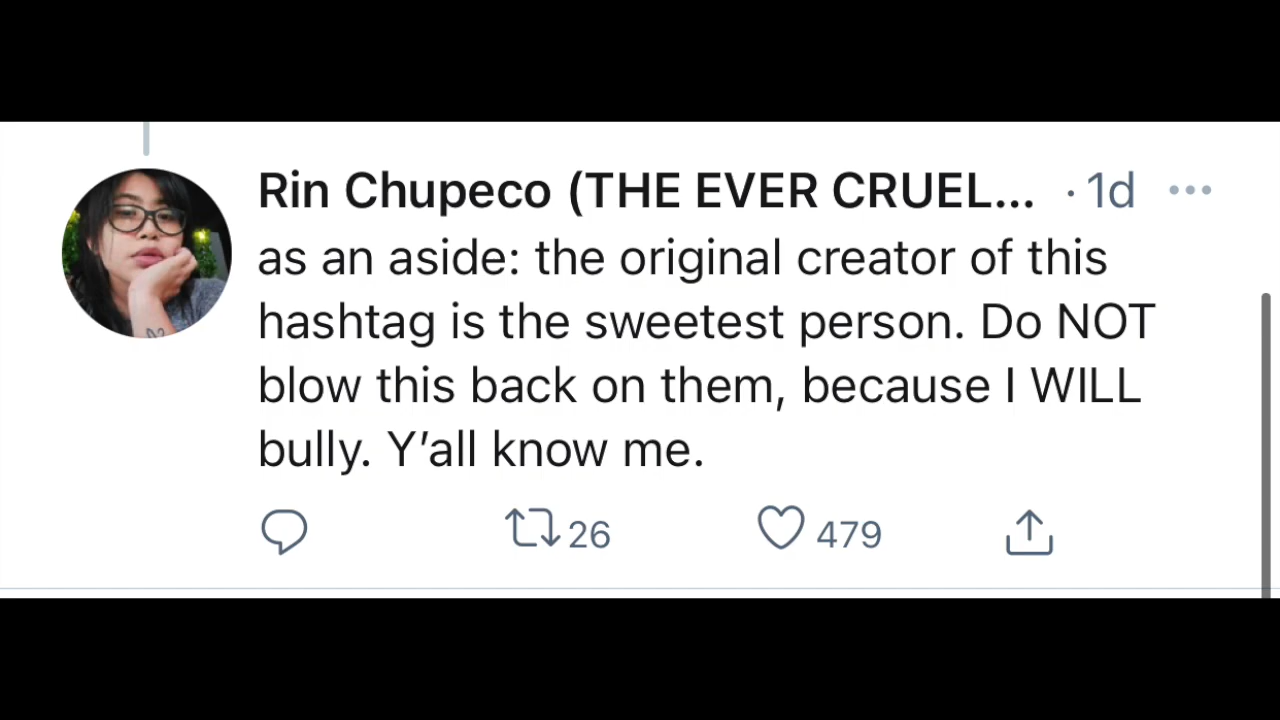 Rin Chupeco (THE EVER CRUEL... · 1d
as an aside: the original creator of this
hashtag is the sweetest person. Do NOT
blow this back on them, because I WILL
bully. Y’all know me.
26 479